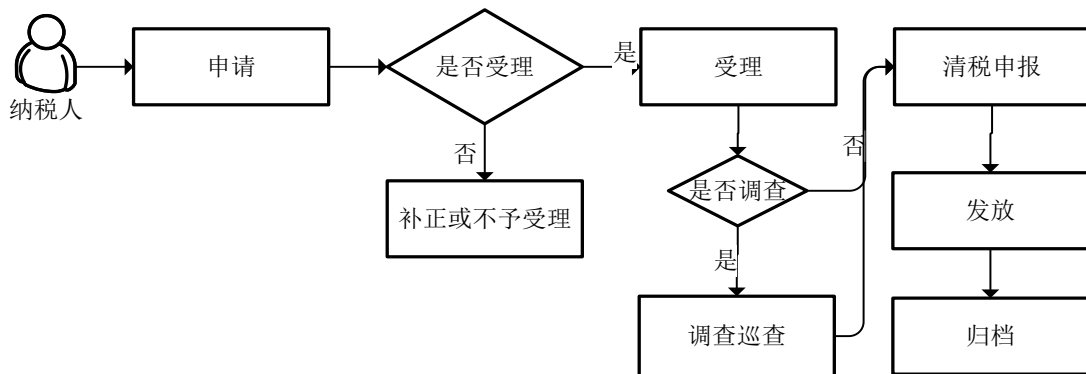 纳税人
申请
是否受理
是
受理
清税申报
否
补正或不予受理
是否调查
否
发放
是
调查巡查
归档